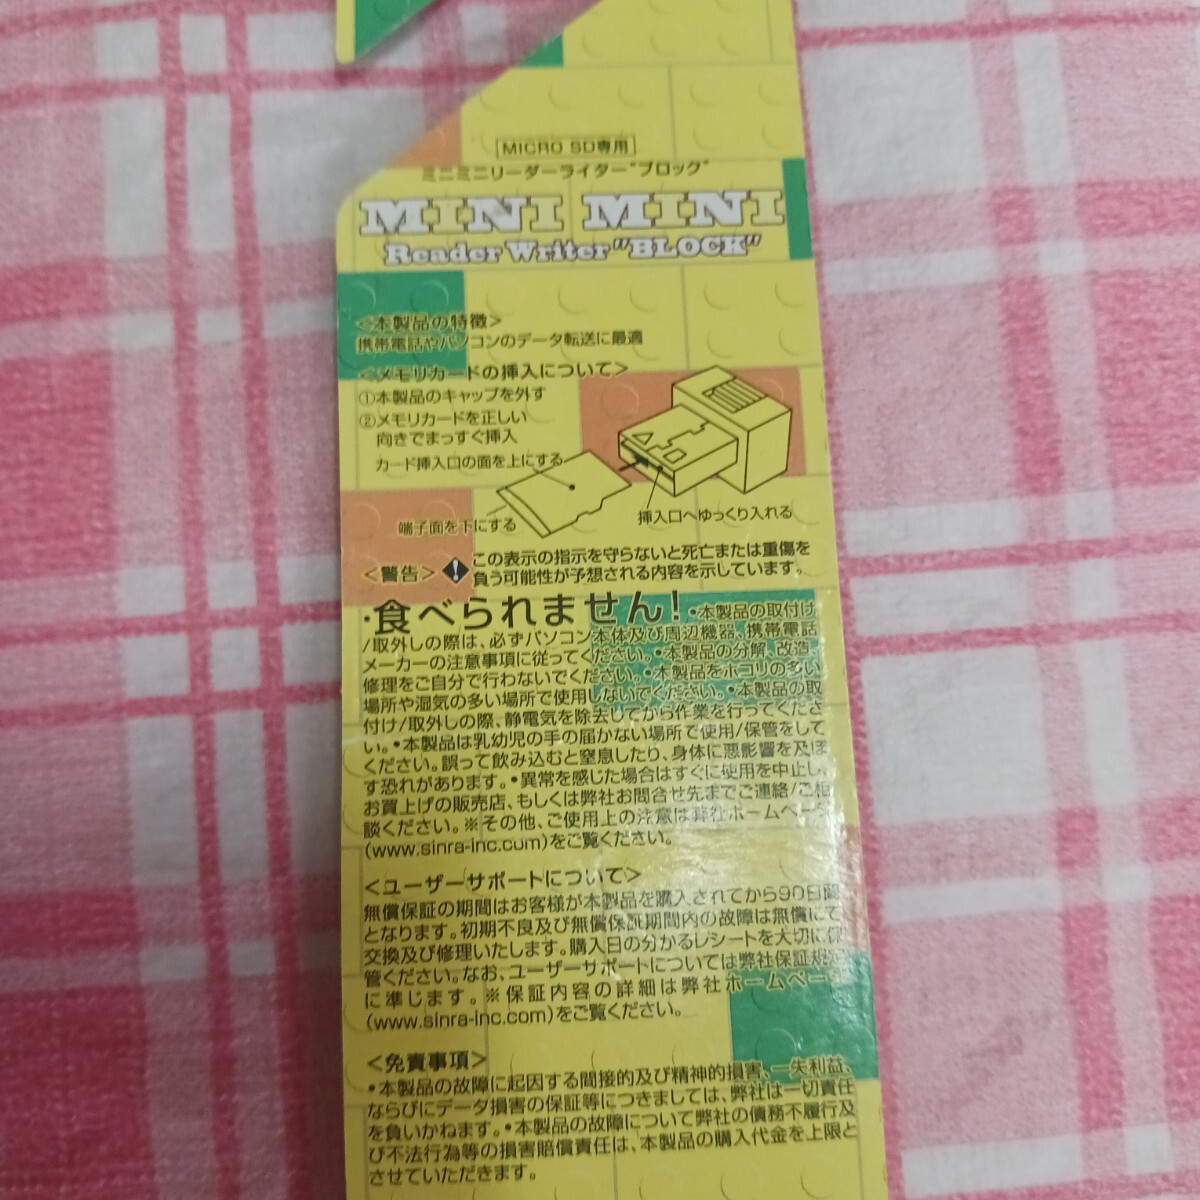 MICRO SD専用
ミニミニリーダーライター"ブロック"
MINI MINI
Reader Writer "BLOCK"
<本製品の特徴>
携帯電話やパソコンのデータ転送に最適
<メモリカードの挿入について>
①本製品のキャップを外す
②メモリカードを正しい
向きでまっすぐ挿入
カード挿入口の面を上にする
端子面を下にする
挿入口へゆっくり入れる
<警告> この表示の指示を守らないと死亡または重傷を
負う可能性が予想される内容を示しています。
・食べられません!・本製品の取付け
/取外しの際は、必ずパソコン本体及び周辺機器、携帯電話
メーカーの注意事項に従ってください。・本製品の分解、改造、
修理をご自分で行わないでください。・本製品をホコリの多い
場所や湿気の多い場所で使用しないでください。・本製品の取
付け/取外しの際、静電気を除去してから作業を行ってくださ
い。・本製品は乳幼児の手の届かない場所で使用/保管をして
ください。誤って飲み込むと窒息したり、身体に悪影響を及ぼ
す恐れがあります。・異常を感じた場合はすぐに使用を中止し、
お買上げの販売店、もしくは弊社お問合せ先までご連絡/ご相
談ください。※その他、ご使用上の注意は弊社ホームページ
(www.sinra-inc.com)をご覧ください。
<ユーザーサポートについて>
無償保証の期間はお客様が本製品を購入されてから90日間
となります。初期不良及び無償保証期間内の故障は無償にて
交換及び修理いたします。購入日の分かるレシートを大切に保
管ください。なお、ユーザーサポートについては弊社保証規定
に準じます。※保証内容の詳細は弊社ホームページ
(www.sinra-inc.com)をご覧ください。
<免責事項>
・本製品の故障に起因する間接的及び精神的損害、一失利益、
ならびにデータ損害の保証等につきましては、弊社は一切責任
を負いかねます。・本製品の故障について弊社の債務不履行及
び不法行為等の損害賠償責任は、本製品の購入代金を上限と
させていただきます。